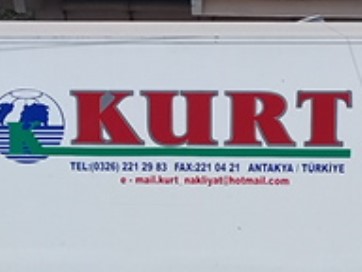 K KURT
TEL:(0326) 221 29 83 FAX:221 04 21 ANTAKYA / TÜRKİYE
e - mail.kurt_nakliyat@hotmail.com